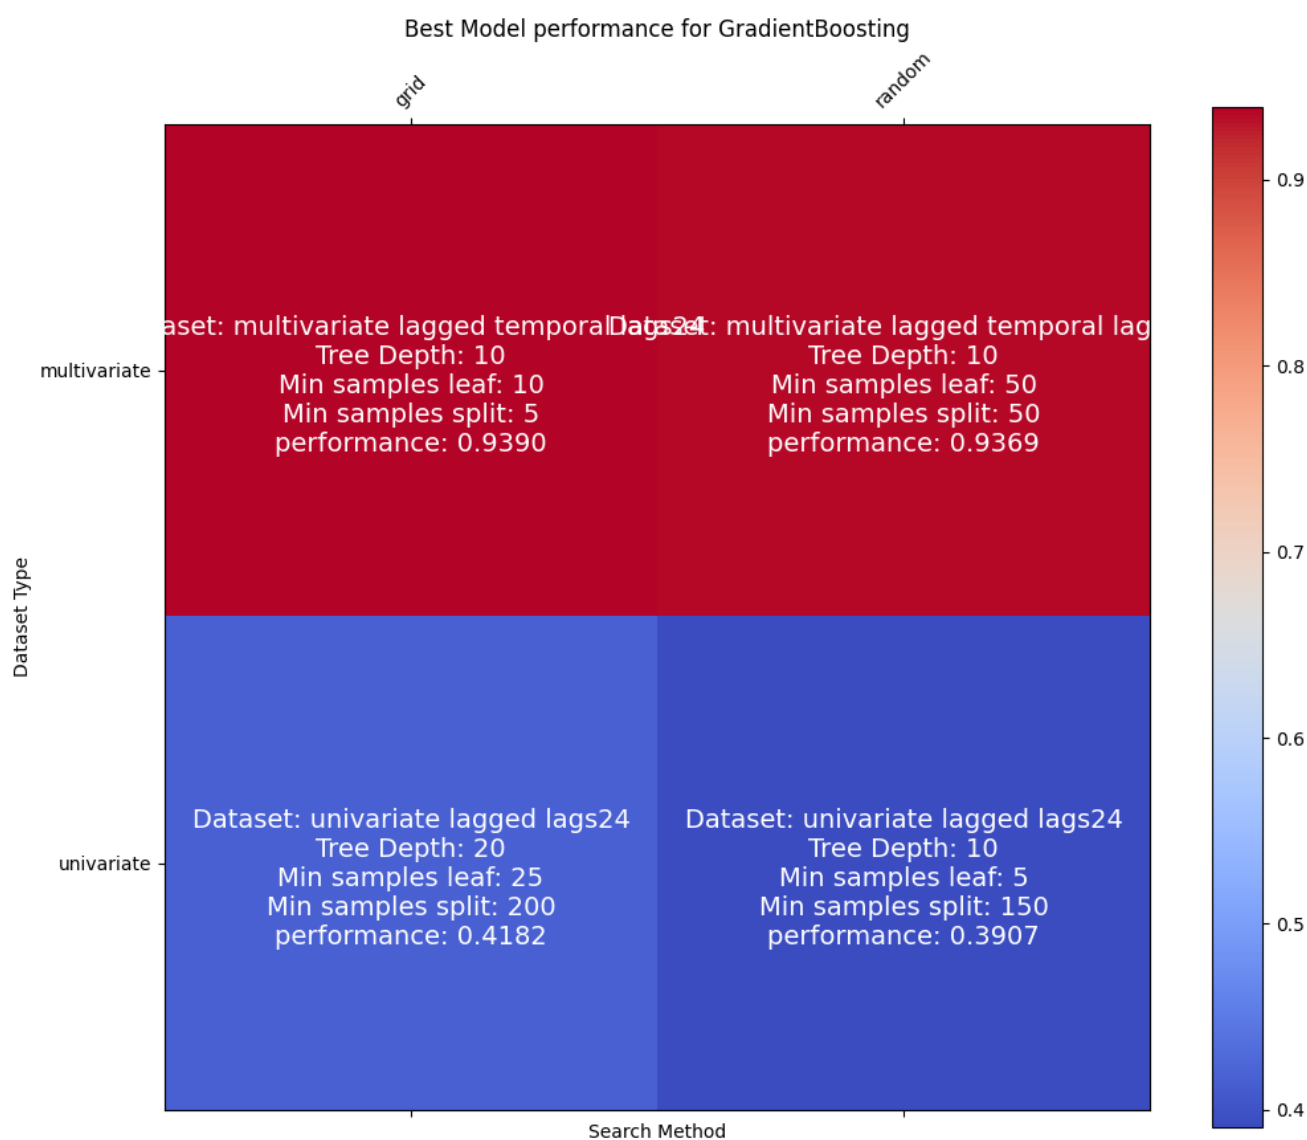 Best Model performance for GradientBoosting
grid
random
multivariate
aset: multivariate lagged temporal lags24
Tree Depth: 10
Min samples leaf: 10
Min samples split: 5
performance: 0.9390
Dataset: multivariate lagged temporal lag
Tree Depth: 10
Min samples leaf: 50
Min samples split: 50
performance: 0.9369
univariate
Dataset: univariate lagged lags24
Tree Depth: 20
Min samples leaf: 25
Min samples split: 200
performance: 0.4182
Dataset: univariate lagged lags24
Tree Depth: 10
Min samples leaf: 5
Min samples split: 150
performance: 0.3907
Dataset Type
Search Method
0.9
0.8
0.7
0.6
0.5
0.4